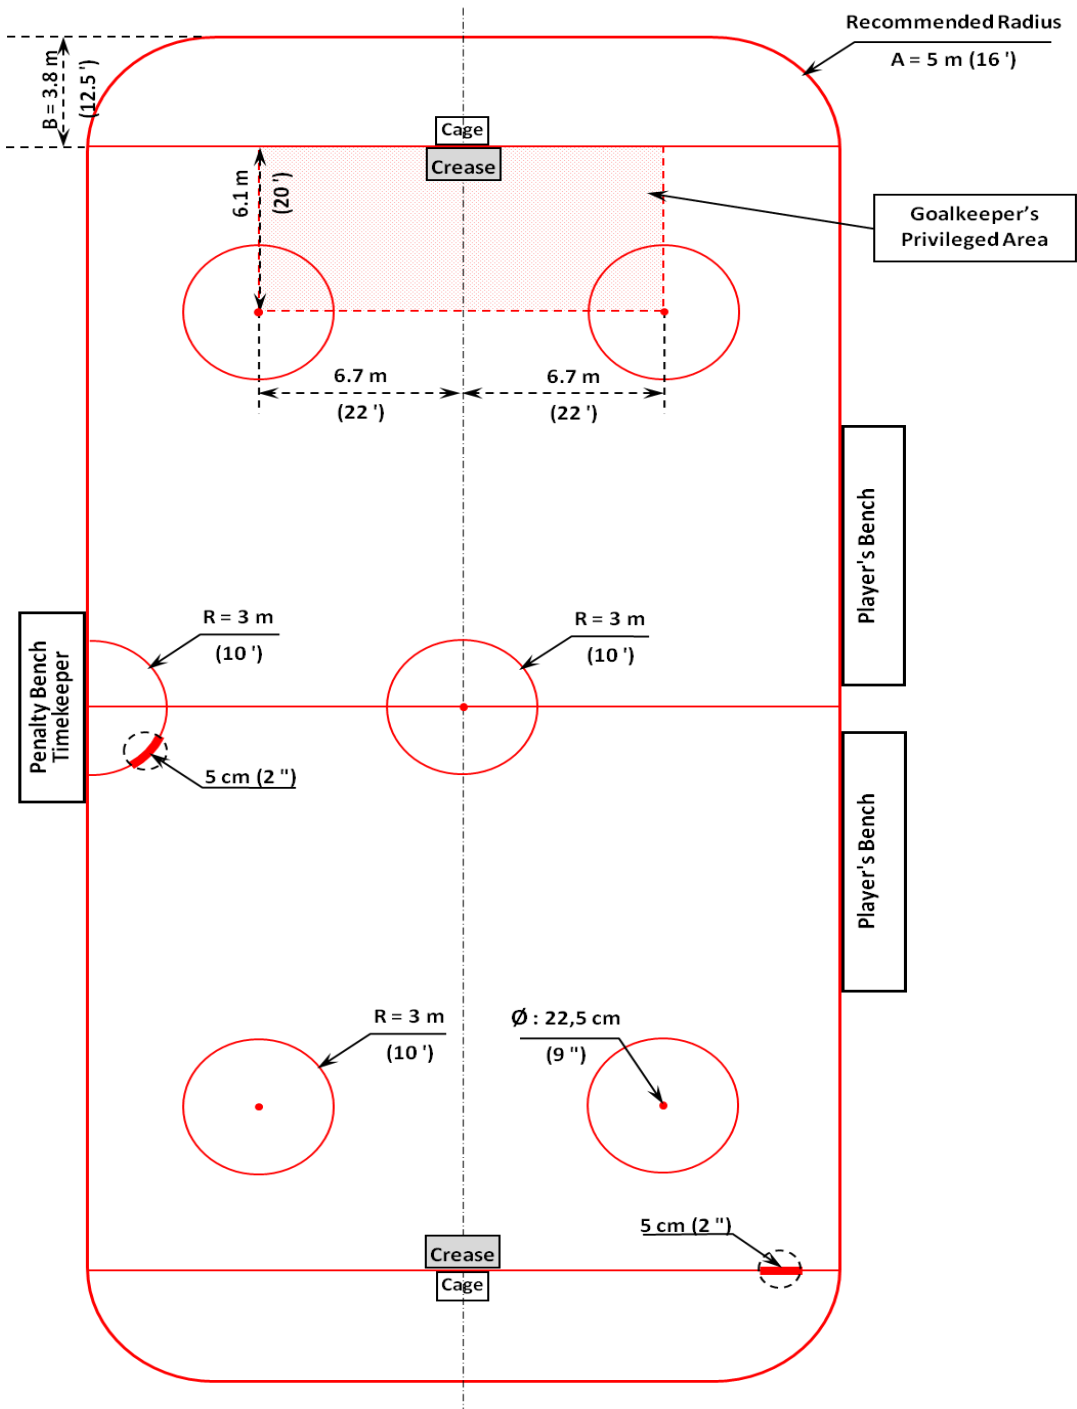 Recommended Radius
A = 5 m (16 ')
B = 3.8 m
(12.5 ')
Cage
Crease
6.1 m
(20 ')
Goalkeeper’s
Privileged Area
6.7 m
(22 ')
6.7 m
(22 ')
Player's Bench
R = 3 m
(10 ')
R = 3 m
(10 ')
Penalty Bench
Timekeeper
5 cm (2 ")
Player's Bench
R = 3 m
(10 ')
Ø : 22,5 cm
(9 ")
5 cm (2 ")
Crease
Cage